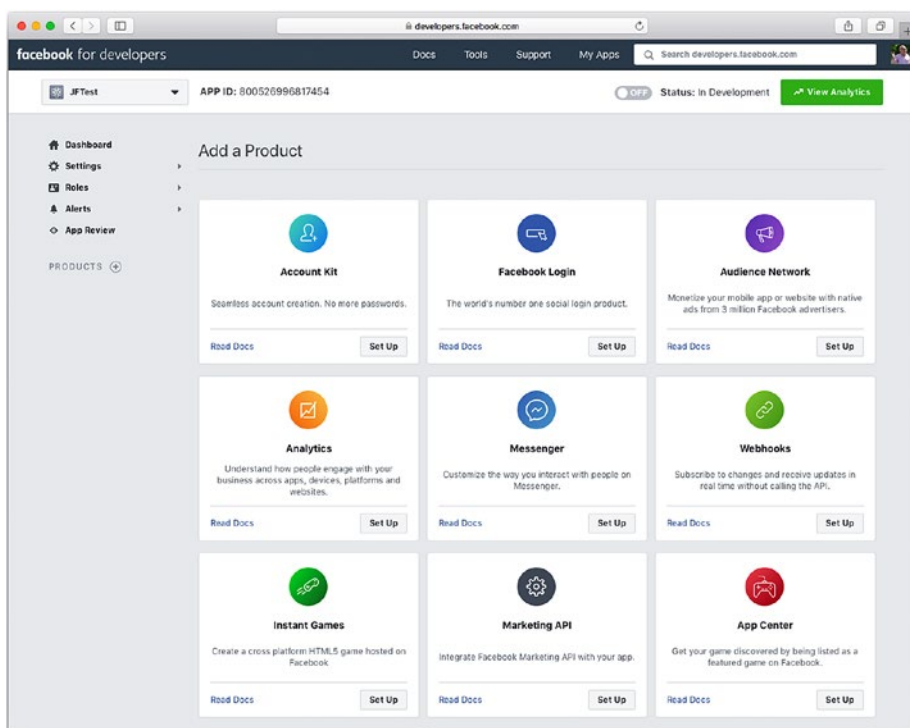 developers.facebook.com
facebook for developers
Docs Tools Support My Apps Search developers.facebook.com
JFTest APP ID: 800526996817454 OFF Status: In Development View Analytics
Dashboard
Settings
Roles
Alerts
App Review
PRODUCTS
Add a Product
Account Kit
Seamless account creation. No more passwords.
Read Docs Set Up
Facebook Login
The world's number one social login product.
Read Docs Set Up
Audience Network
Monetize your mobile app or website with native
ads from 3 million Facebook advertisers.
Read Docs Set Up
Analytics
Understand how people engage with your
business across apps, devices, platforms and
websites.
Read Docs Set Up
Messenger
Customize the way you interact with people on
Messenger.
Read Docs Set Up
Webhooks
Subscribe to changes and receive updates in
real time without calling the API.
Read Docs Set Up
Instant Games
Create a cross platform HTML5 game hosted on
Facebook
Read Docs Set Up
Marketing API
Integrate Facebook Marketing API with your app.
Read Docs Set Up
App Center
Get your game discovered by being listed as a
featured game on Facebook.
Read Docs Set Up